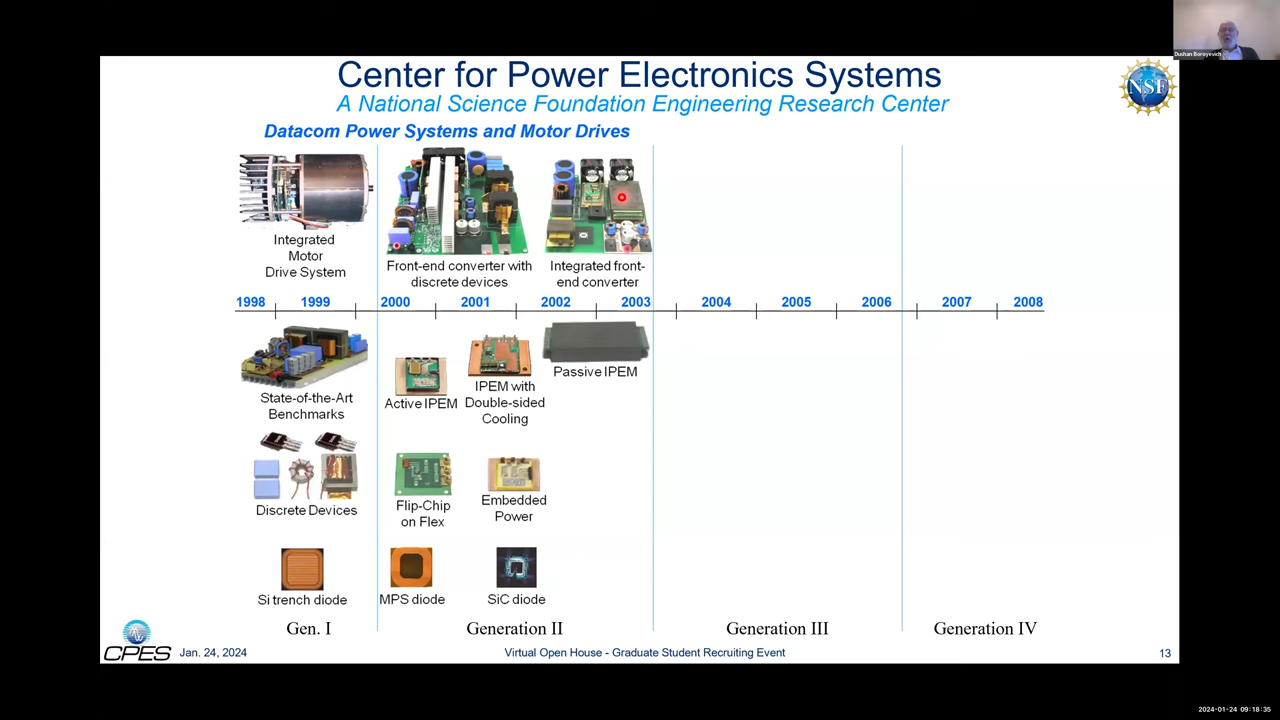 Dushan Boroyevich
Center for Power Electronics Systems
A National Science Foundation Engineering Research Center
NSF
Datacom Power Systems and Motor Drives
Integrated
Motor
Drive System
Front-end converter with
discrete devices
Integrated front-
end converter
1998 1999 2000 2001 2002 2003 2004 2005 2006 2007 2008
State-of-the-Art
Benchmarks
Active IPEM
IPEM with
Double-sided
Cooling
Passive IPEM
Discrete Devices
Flip-Chip
on Flex
Embedded
Power
Si trench diode
MPS diode
SiC diode
Gen. I
Generation II
Generation III
Generation IV
CPES
Jan. 24, 2024
Virtual Open House - Graduate Student Recruiting Event
13
2024-01-24 09:18:35